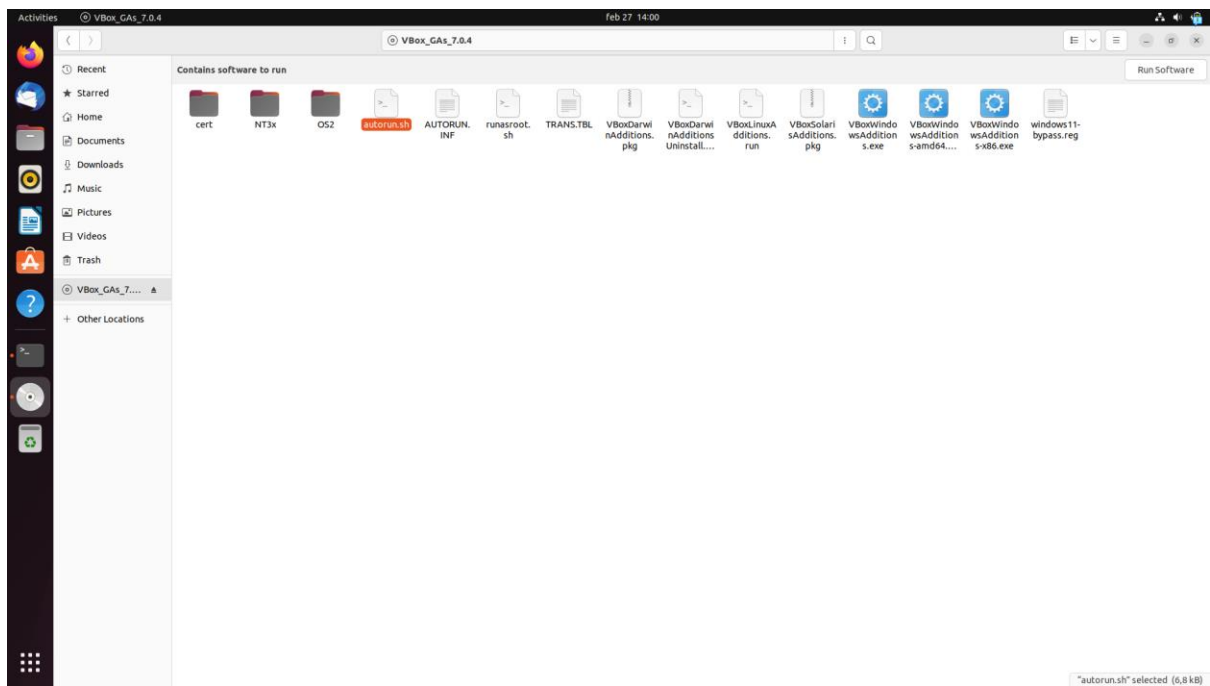 Activities VBox_GAs_7.0.4 feb 27 14:00
VBox_GAs_7.0.4
Recent
Starred
Home
Documents
Downloads
Music
Pictures
Videos
Trash
VBox_GAs_7....
+ Other Locations
Contains software to run Run Software
cert
NT3x
OS2
autorun.sh
AUTORUN.
INF
runasroot.
sh
TRANS.TBL
VBoxDarwi
nAdditions.
pkg
VBoxDarwi
nAdditions
Uninstall....
VBoxLinuxA
dditions.
run
VBoxSolari
sAdditions.
pkg
VBoxWindo
wsAddition
s.exe
VBoxWindo
wsAddition
s-amd64....
VBoxWindo
wsAddition
s-x86.exe
windows11-
bypass.reg
"autorun.sh" selected (6,8 kB)